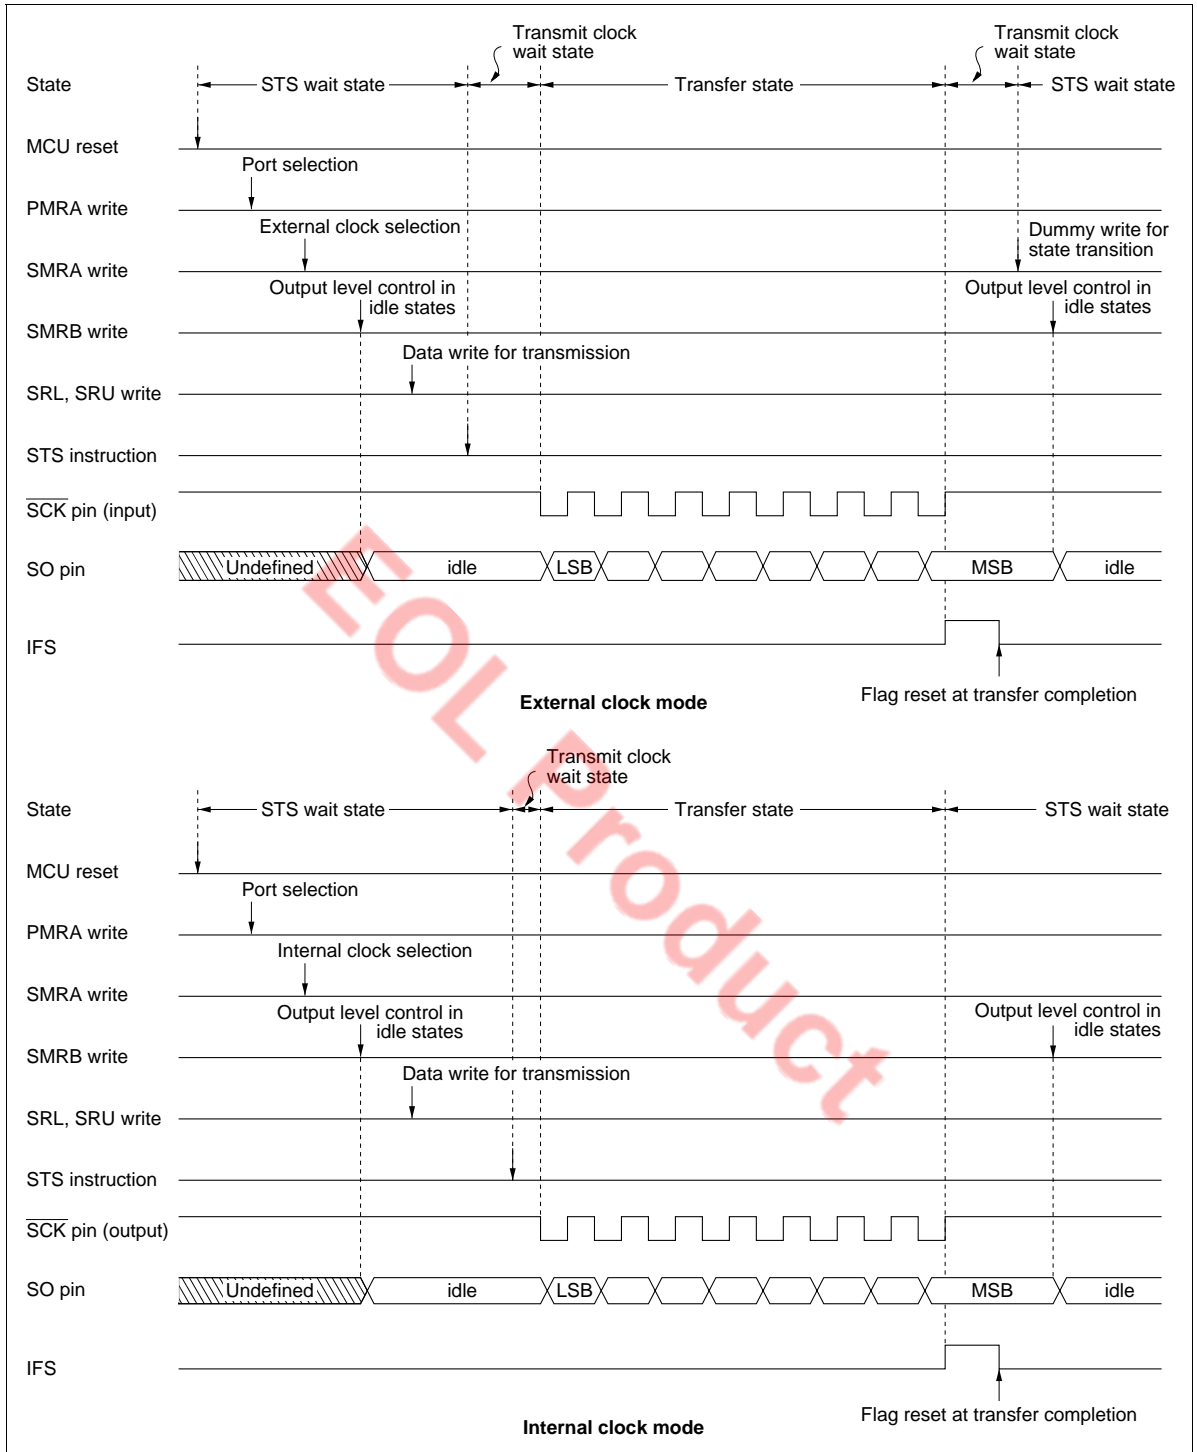 Transmit clock
wait state
Transmit clock
wait state
State
STS wait state
Transfer state
STS wait state
MCU reset
Port selection
PMRA write
External clock selection
Dummy write for
state transition
SMRA write
Output level control in
idle states
Output level control in
idle states
SMRB write
Data write for transmission
SRL, SRU write
STS instruction
SCK pin (input)
SO pin
Undefined
idle
LSB
MSB
idle
IFS
Flag reset at transfer completion
External clock mode
Transmit clock
wait state
State
STS wait state
Transfer state
STS wait state
MCU reset
Port selection
PMRA write
Internal clock selection
SMRA write
Output level control in
idle states
Output level control in
idle states
SMRB write
Data write for transmission
SRL, SRU write
STS instruction
SCK pin (output)
SO pin
Undefined
idle
LSB
MSB
idle
IFS
Flag reset at transfer completion
Internal clock mode
EOL Product